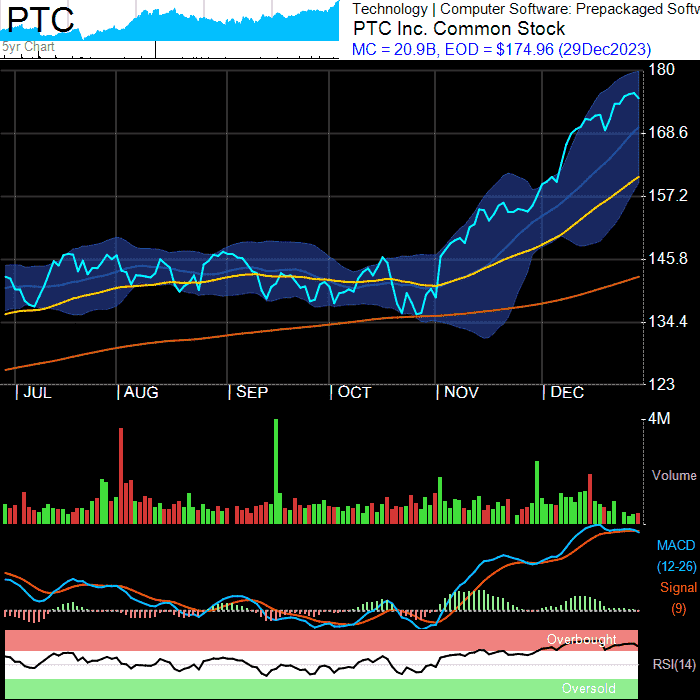 PTC
5yr Chart
Technology | Computer Software: Prepackaged Softw
PTC Inc. Common Stock
MC = 20.9B, EOD = $174.96 (29Dec2023)
180
168.6
157.2
145.8
134.4
123
JUL AUG SEP OCT NOV DEC
4M
Volume
MACD
(12-26)
Signal
(9)
Overbought
RSI(14)
Oversold